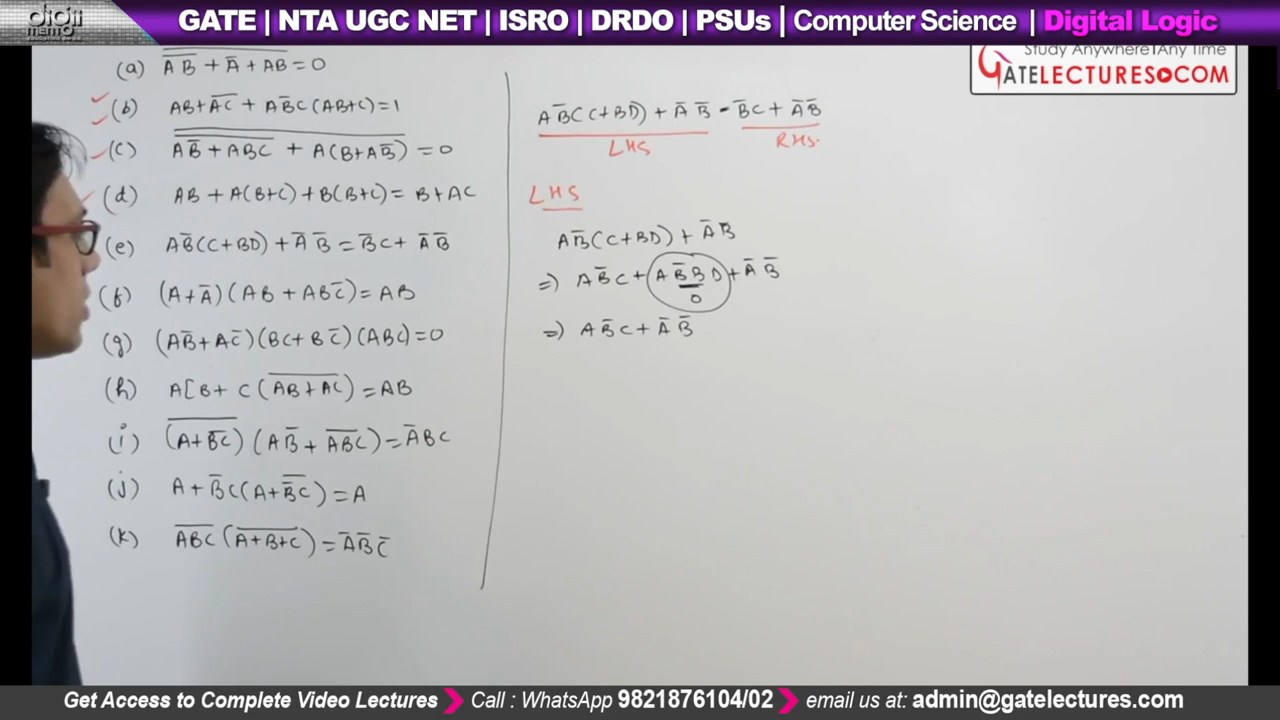 GATE | NTA UGC NET | ISRO | DRDO | PSUs | Computer Science | Digital Logic
digi
mento
Study Anywhere Any Time
GATELECTURES.COM
(a) A̅ ̅B̅ + A̅ + AB = 0
(b) AB + A̅C̅ + AB̅C (AB+C) = 1
(c) AB̅ + ABC + A(B+AB̅) = 0
(d) AB + A(B+C) + B(B+C) = B + AC
(e) AB̅(C+BD) + A̅ B̅ = B̅C + A̅ B̅
(f) (A+A̅)(AB + ABC̅) = AB
(g) (AB̅ + AC̅)(BC + BC̅)(ABC) = 0
(h) A[B + C(A̅B̅ ̅+̅ ̅A̅C̅) = AB
(i) (A+BC̅) (AB̅ + A̅B̅C̅) = A̅BC
(j) A + B̅C(A + B̅C) = A
(k) A̅B̅C̅ (A̅+̅B̅+̅C̅) = A̅B̅C̅
AB̅C(C+BD) + A̅ B̅ - B̅C + A̅B̅
LHS
RHS.
LHS
AB̅(C+BD) + A̅ B̅
=) AB̅C + AB̅BD + A̅ B̅
0
=) AB̅C + A̅ B̅
Get Access to Complete Video Lectures Call : WhatsApp 9821876104/02 email us at: admin@gatelectures.com